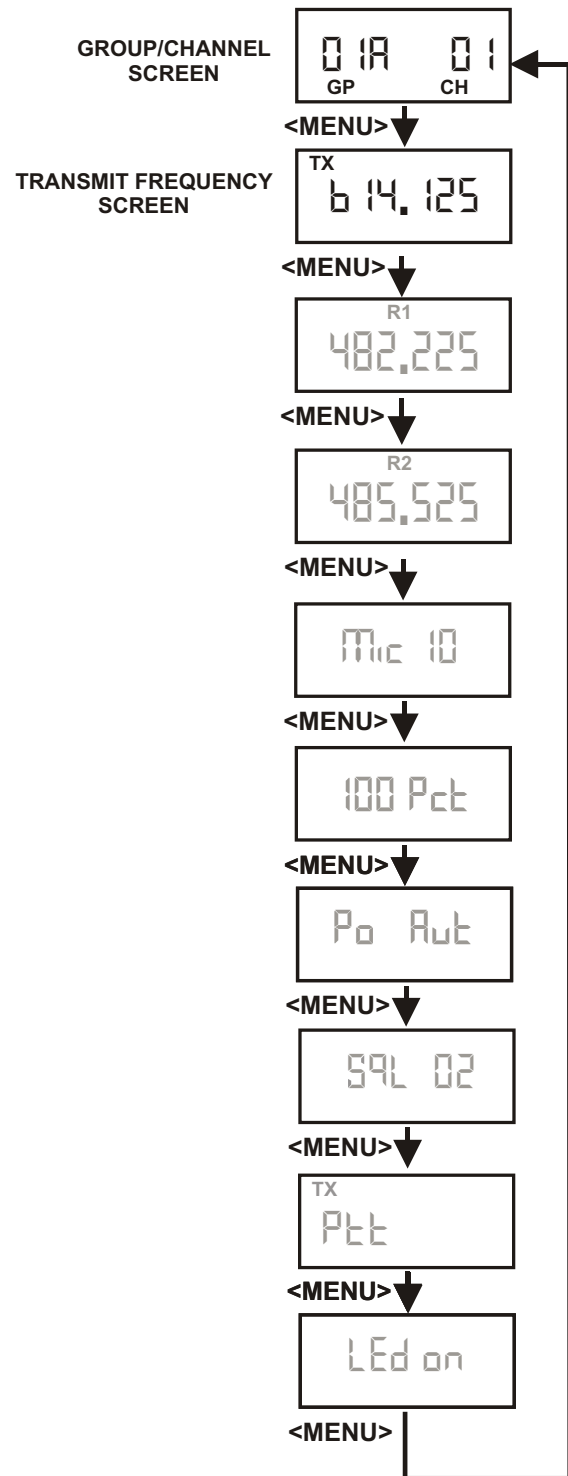 GROUP/CHANNEL
SCREEN
01A 01
GP CH
<MENU>
TRANSMIT FREQUENCY
SCREEN
TX
614.125
<MENU>
R1
482.225
<MENU>
R2
485.525
<MENU>
Mic 10
<MENU>
100 Pct
<MENU>
Po Aut
<MENU>
SqL 02
<MENU>
TX
Ptt
<MENU>
LEd on
<MENU>